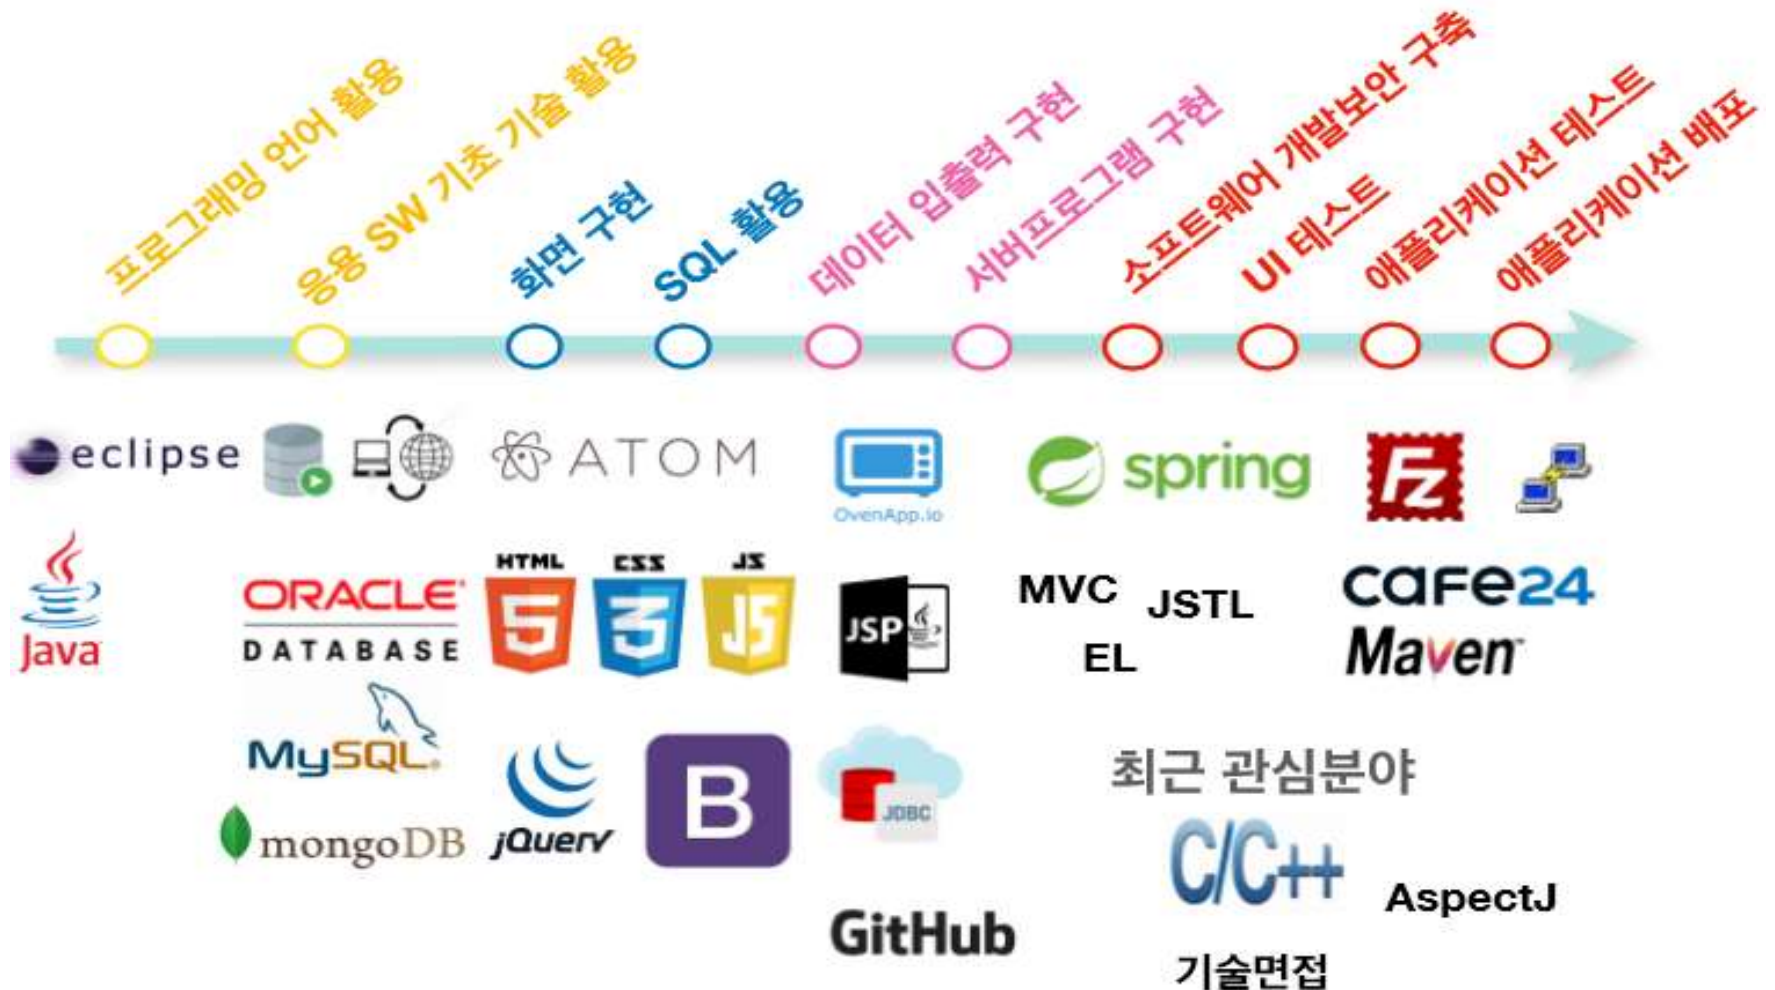 프로그래밍 언어 활용
응용 SW 기초 기술 활용
화면 구현
SQL 활용
데이터 입출력 구현
서버프로그램 구현
소프트웨어 개발보안 구축
UI 테스트
애플리케이션 테스트
애플리케이션 배포
eclipse
ATOM
OvenApp.io
spring
Fz
Java
ORACLE
DATABASE
HTML
5
CSS
3
JS
JS
JSP
MVC
JSTL
EL
CAFE24
Maven
MySQL
mongoDB
jQuery
B
JDBC
GitHub
최근 관심분야
C/C++
AspectJ
기술면접